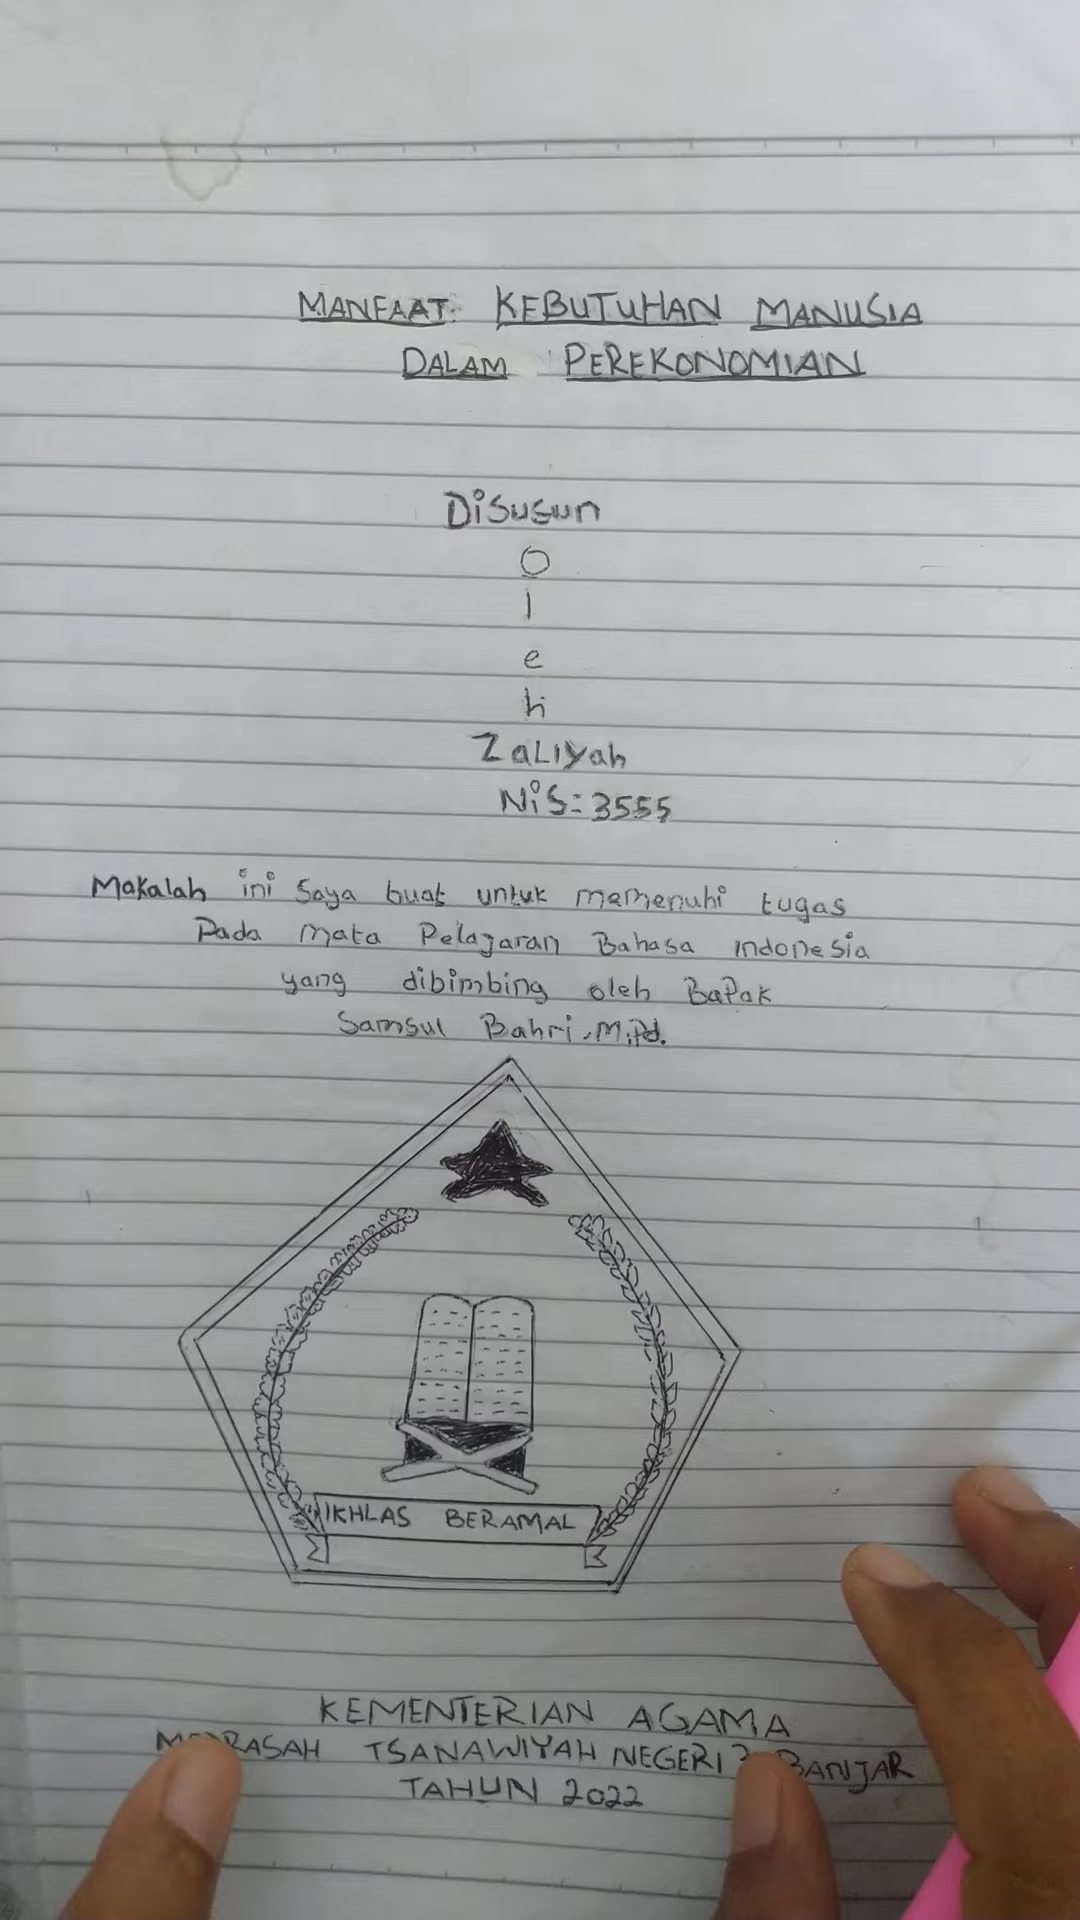 MANFAAT KEBUTUHAN MANUSIA
DALAM PEREKONOMIAN
Disusun
O
l
e
h
ZaLiyah
NiS: 3555
Makalah ini Saya buat untuk memenuhi tugas
Pada mata Pelajaran Bahasa indonesia
yang dibimbing oleh BaPak
Samsul Bahri.M.Pd.
IKHLAS BERAMAL
KEMENTERIAN AGAMA
TSANAWIYAH NEGERI BANJAR
TAHUN 2022